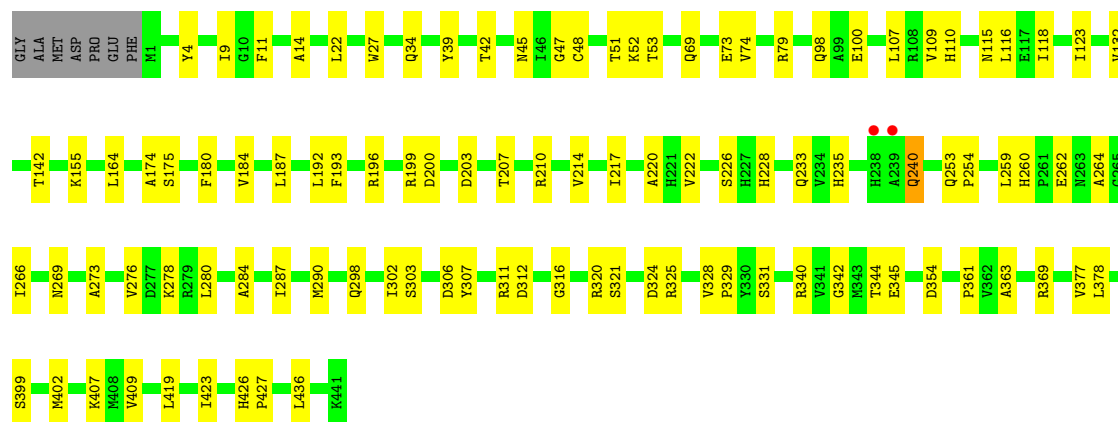 GLY ALA MET ASP PRO GLU PHE M1 Y4 I9 G10 F11 A14 L22 W27 Q34 Y39 T42 N45 I46 G47 C48 T51 K52 T53 Q69 E73 V74 R79 Q98 A99 E100 L107 R108 V109 H110 N115 L116 E117 I118 I123 V132
T142 K155 L164 A174 S175 F180 V184 L187 L192 F193 R196 R199 D200 D203 T207 R210 V214 I217 A220 H221 V222 S226 H227 H228 Q233 V234 H235 H238 A239 Q240 Q253 P254 L259 H260 P261 E262 N263 A264 G265
I266 N269 A273 V276 D277 K278 R279 L280 A284 I287 M290 Q298 I302 S303 D306 Y307 R311 D312 G316 R320 S321 D324 R325 V328 P329 Y330 S331 R340 V341 G342 M343 T344 E345 D354 P361 V362 A363 R369 V377 L378
S399 M402 K407 M408 V409 L419 I423 H426 P427 L436 K441